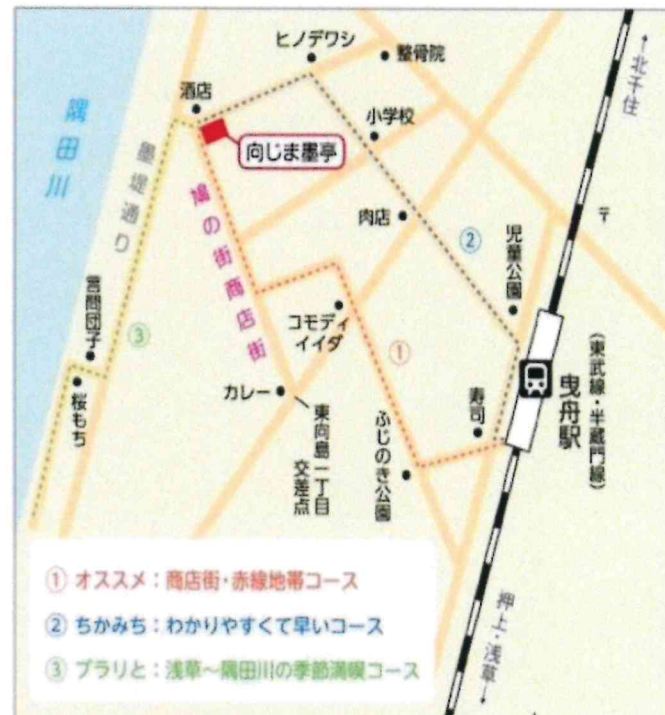 ヒノデワシ
整骨院
←北千住
酒店
小学校
隅田川
墨堤通り
向じま墨亭
鳩の街商店街
肉店
②
児童公園
〒
言問団子
③
コモディ
イイダ
①
桜もち
カレー
東向島一丁目
交差点
ふじのき公園
寿司
曳舟駅
(東武線・半蔵門線)
押上・浅草→
① オススメ:商店街・赤線地帯コース
② ちかみち:わかりやすくて早いコース
③ ブラリと:浅草〜隅田川の季節満喫コース